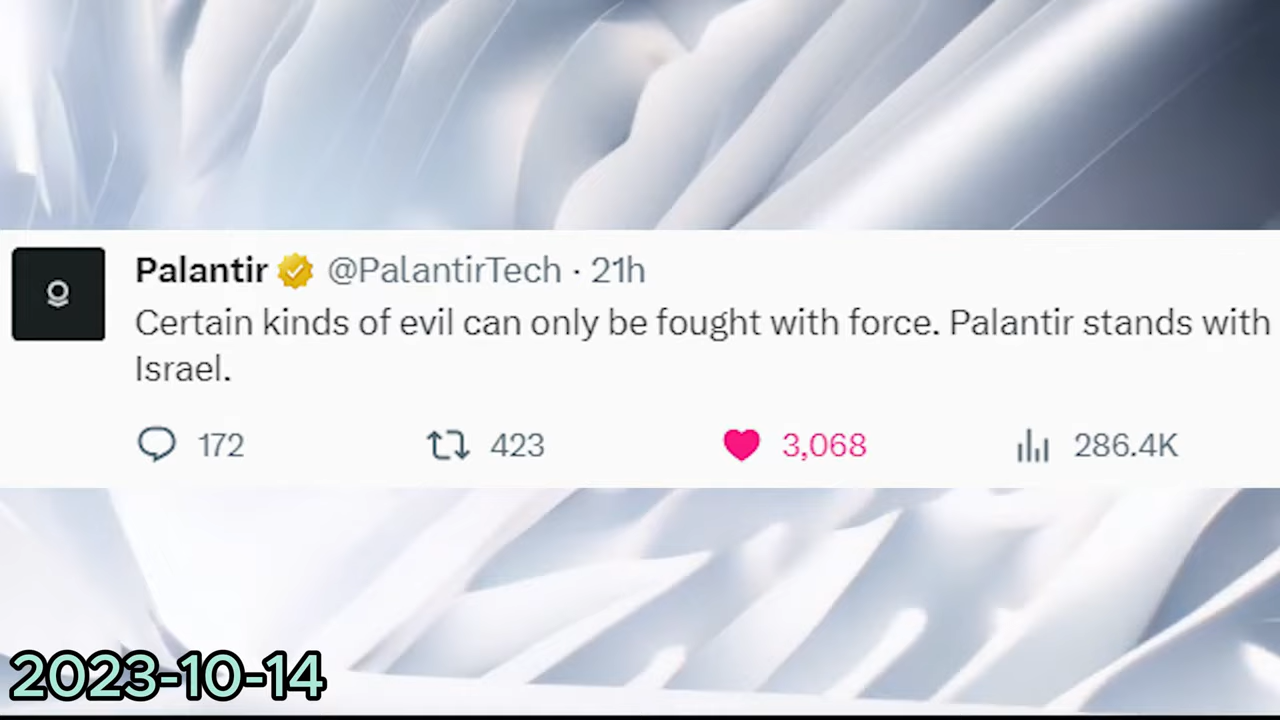 Palantir @PalantirTech · 21h
Certain kinds of evil can only be fought with force. Palantir stands with
Israel.
172 423 3,068 286.4K
2023-10-14